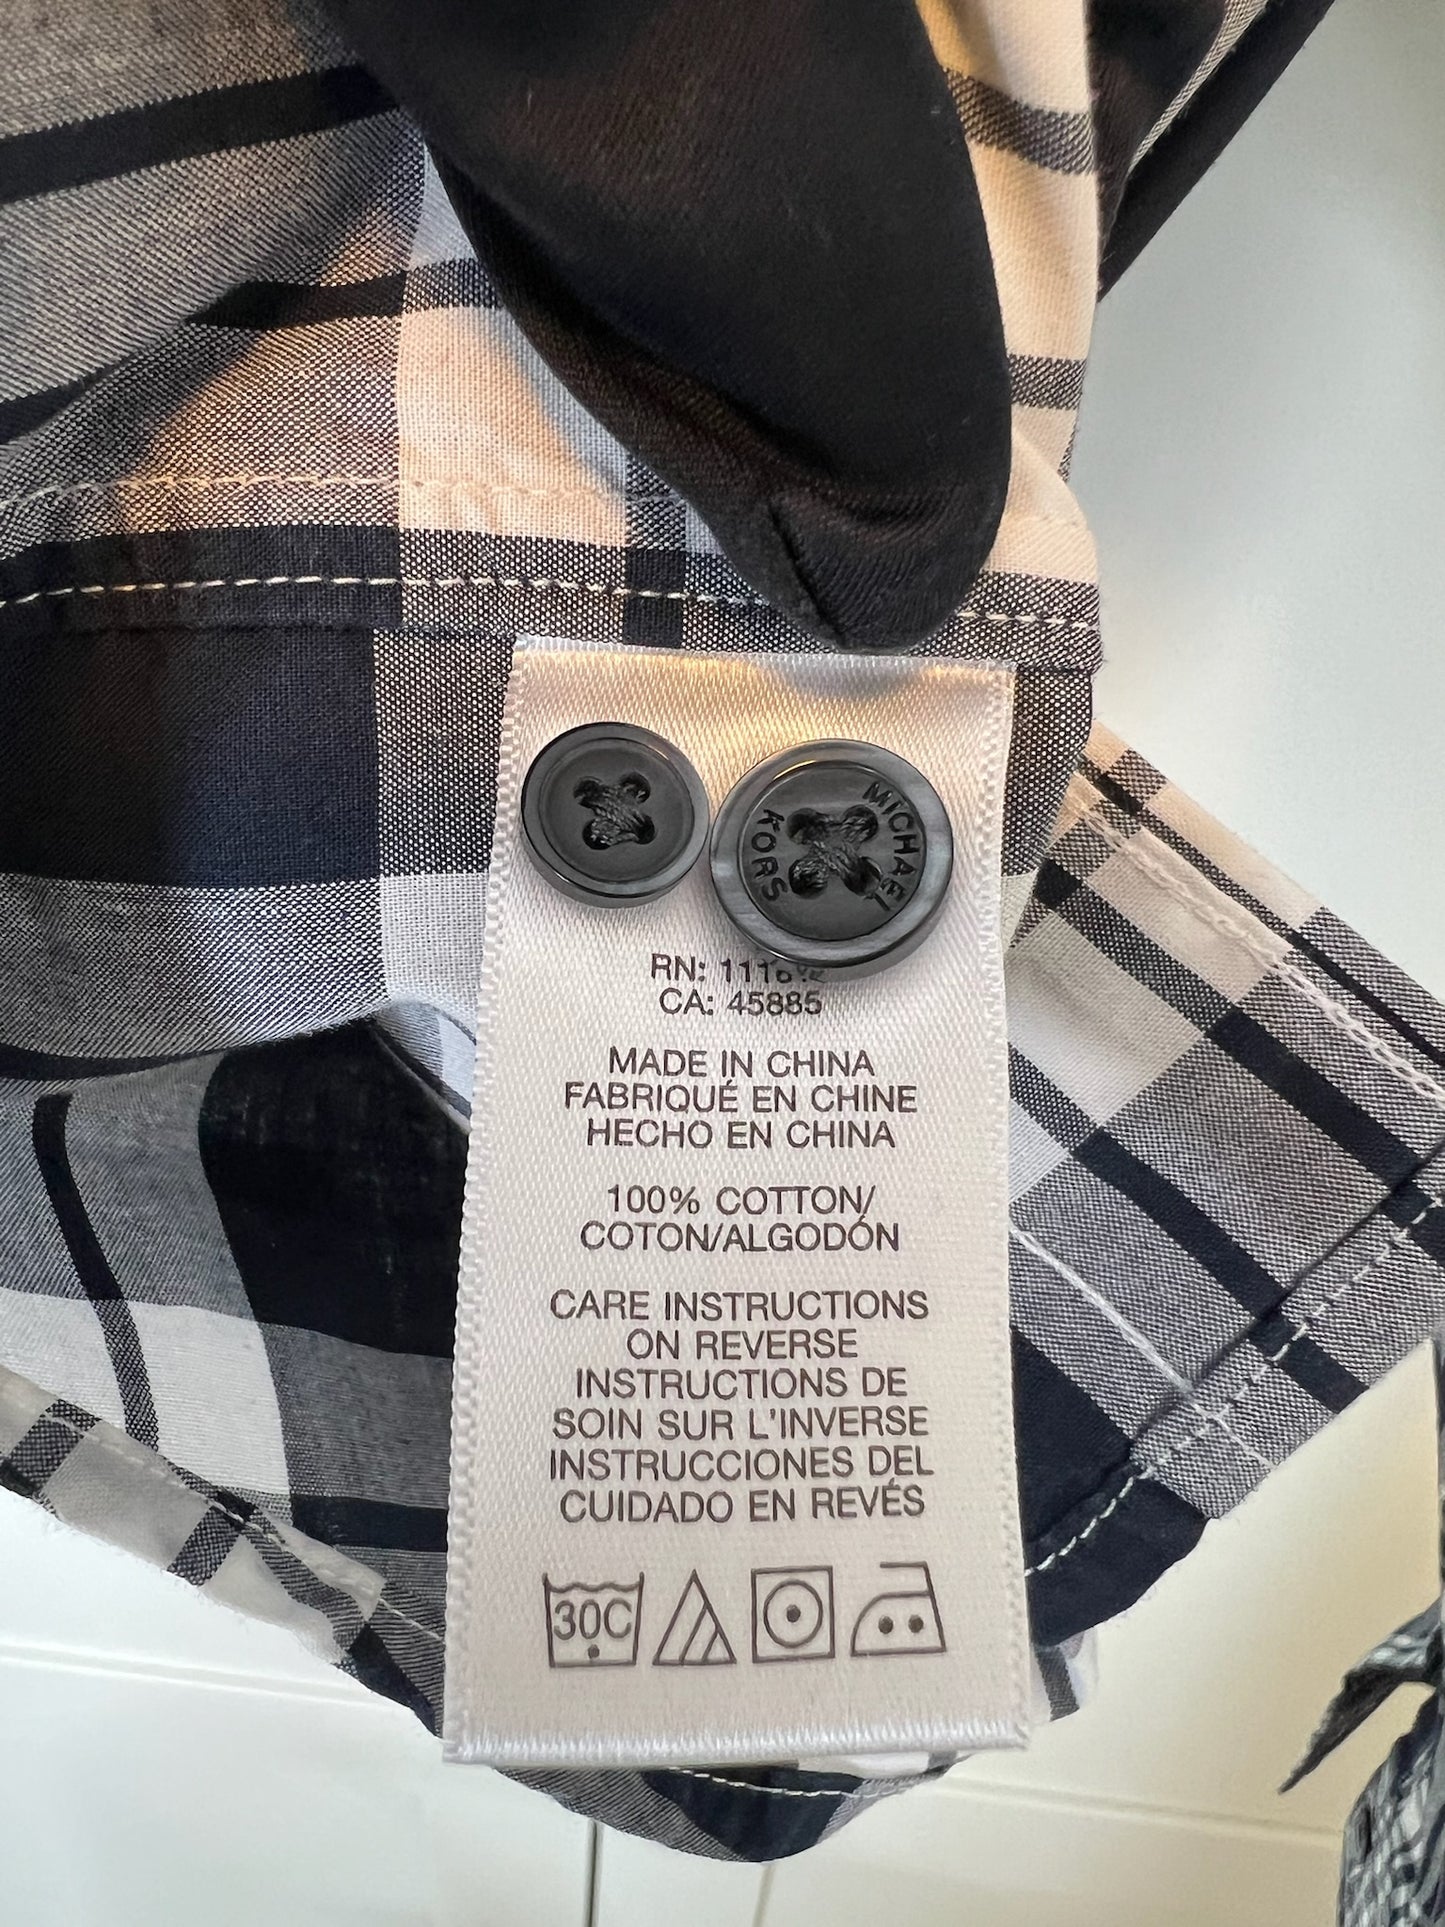 MICHAEL
KORS
RN:
CA: 45885
MADE IN CHINA
FABRIQUÉ EN CHINE
HECHO EN CHINA
100% COTTON/
COTON/ALGODÓN
CARE INSTRUCTIONS
ON REVERSE
INSTRUCTIONS DE
SOIN SUR L'INVERSE
INSTRUCCIONES DEL
CUIDADO EN REVÉS
30C